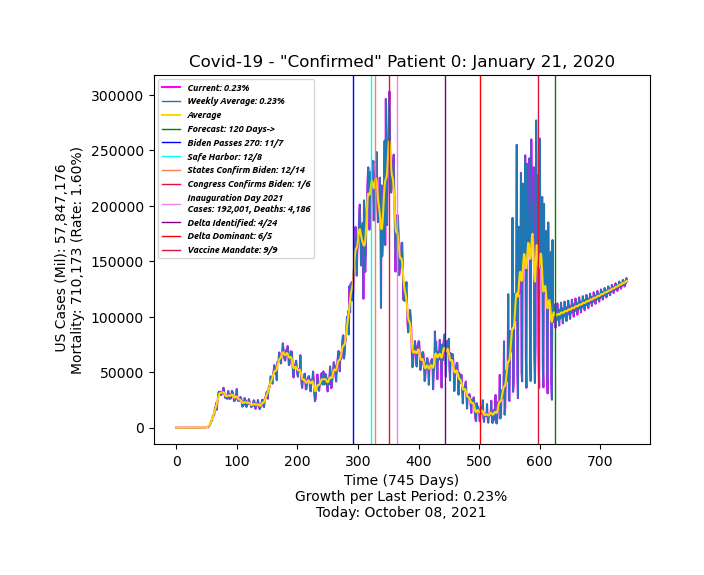 Covid-19 - "Confirmed" Patient 0: January 21, 2020
Current: 0.23%
Weekly Average: 0.23%
Average
Forecast: 120 Days->
Biden Passes 270: 11/7
Safe Harbor: 12/8
States Confirm Biden: 12/14
Congress Confirms Biden: 1/6
Inauguration Day 2021
Cases: 192,001, Deaths: 4,186
Delta Identified: 4/24
Delta Dominant: 6/5
Vaccine Mandate: 9/9
300000
250000
200000
150000
100000
50000
0
US Cases (Mil): 57,847,176
Mortality: 710,173 (Rate: 1.60%)
0 100 200 300 400 500 600 700
Time (745 Days)
Growth per Last Period: 0.23%
Today: October 08, 2021